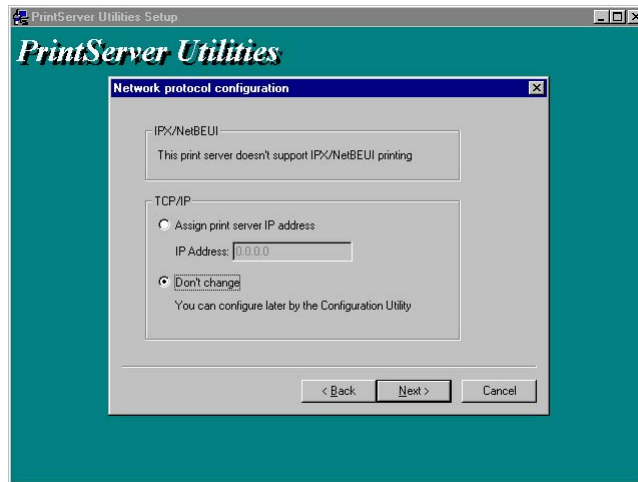 PrintServer Utilities Setup
PrintServer Utilities
Network protocol configuration
IPX/NetBEUI
This print server doesn't support IPX/NetBEUI printing
TCP/IP
Assign print server IP address
IP Address: 0.0.0.0
Don't change
You can configure later by the Configuration Utility
< Back Next > Cancel